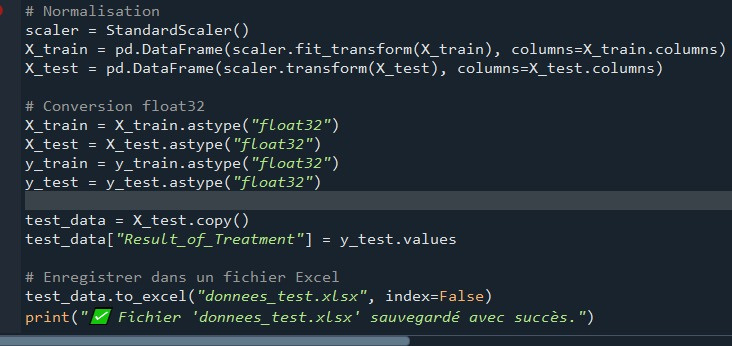 # Normalisation
scaler = StandardScaler()
X_train = pd.DataFrame(scaler.fit_transform(X_train), columns=X_train.columns)
X_test = pd.DataFrame(scaler.transform(X_test), columns=X_test.columns)
# Conversion float32
X_train = X_train.astype("float32")
X_test = X_test.astype("float32")
y_train = y_train.astype("float32")
y_test = y_test.astype("float32")
test_data = X_test.copy()
test_data["Result_of_Treatment"] = y_test.values
# Enregistrer dans un fichier Excel
test_data.to_excel("donnees_test.xlsx", index=False)
print("✅ Fichier 'donnees_test.xlsx' sauvegardé avec succès.")